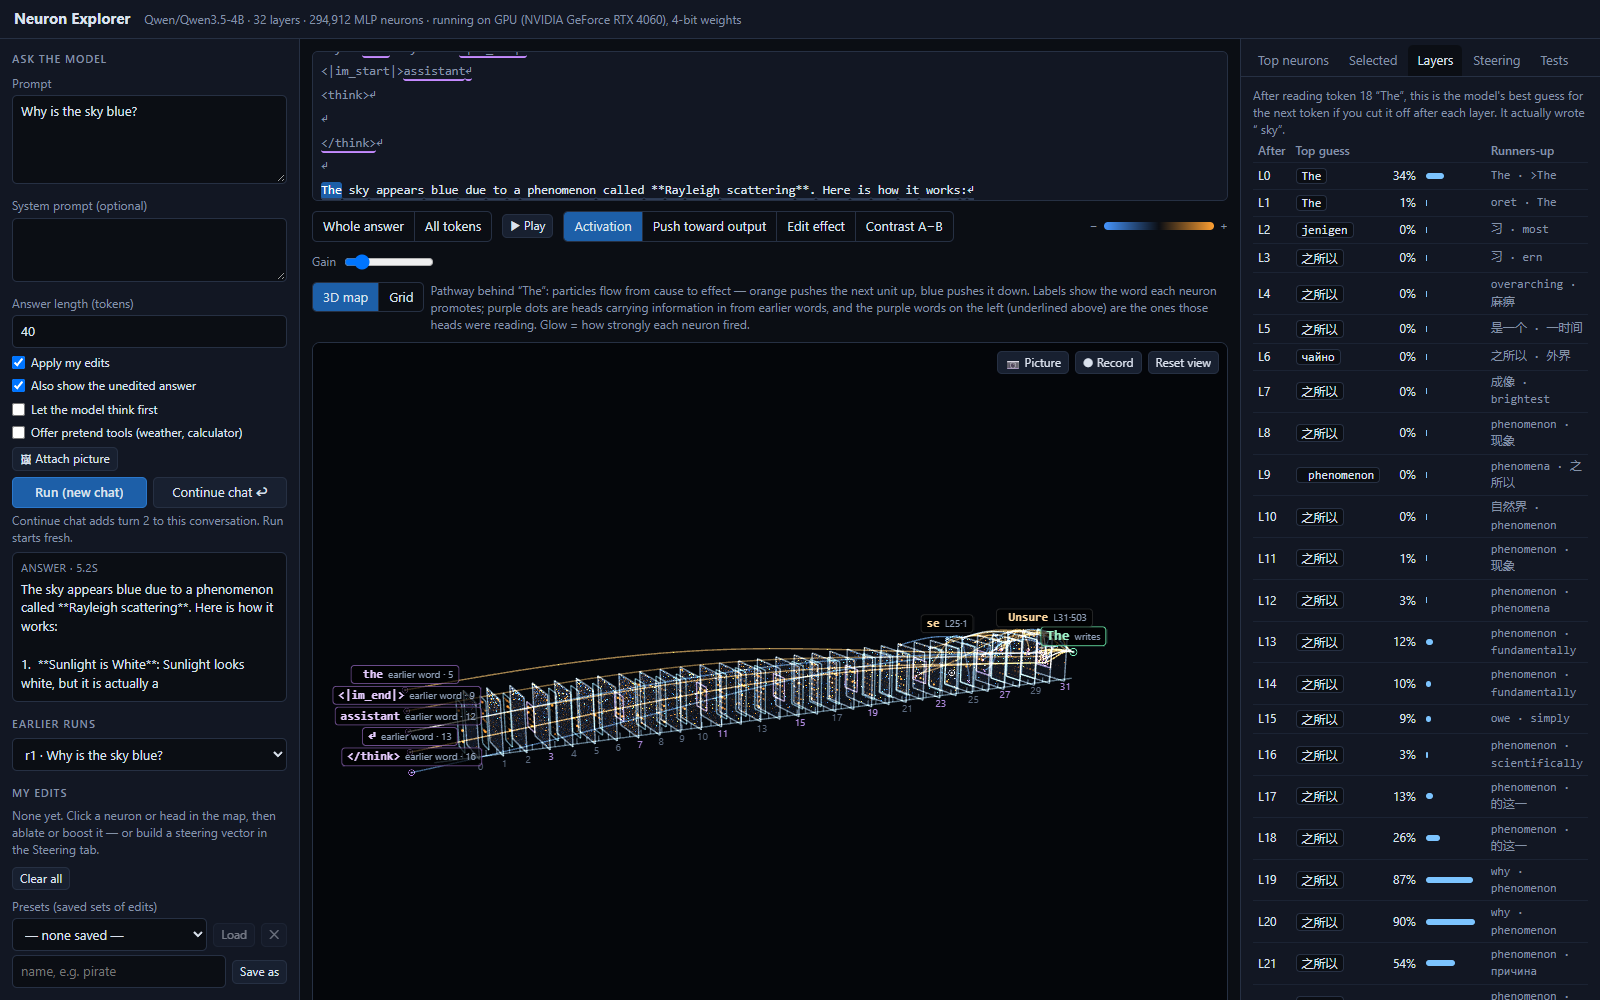 Neuron Explorer Qwen/Qwen3.5-4B · 32 layers · 294,912 MLP neurons · running on GPU (NVIDIA GeForce RTX 4060), 4-bit weights
ASK THE MODEL
Prompt
Why is the sky blue?
System prompt (optional)
Answer length (tokens)
40
Apply my edits
Also show the unedited answer
Let the model think first
Offer pretend tools (weather, calculator)
Attach picture
Run (new chat) Continue chat ↩
Continue chat adds turn 2 to this conversation. Run
starts fresh.
ANSWER · 5.2S
The sky appears blue due to a phenomenon
called **Rayleigh scattering**. Here is how it
works:
1. **Sunlight is White**: Sunlight looks
white, but it is actually a
EARLIER RUNS
r1 · Why is the sky blue?
MY EDITS
None yet. Click a neuron or head in the map, then
ablate or boost it — or build a steering vector in
the Steering tab.
Clear all
Presets (saved sets of edits)
— none saved — Load ✕
name, e.g. pirate Save as
<|im_start|>assistant↵
<think>↵
↵
</think>↵
↵
The sky appears blue due to a phenomenon called **Rayleigh scattering**. Here is how it works:↵
Whole answer All tokens ▶ Play Activation Push toward output Edit effect Contrast A−B − +
Gain
3D map Grid
Pathway behind “The”: particles flow from cause to effect — orange pushes the next unit up, blue pushes it down. Labels show the word each neuron
promotes; purple dots are heads carrying information in from earlier words, and the purple words on the left (underlined above) are the ones those
heads were reading. Glow = how strongly each neuron fired.
Picture ● Record Reset view
se L25·1
Unsure L31·503
The writes
the earlier word · 5
<|im_end|> earlier word · 9
assistant earlier word · 12
↵ earlier word · 13
</think> earlier word · 16
0 1 2 3 4 5 6 7 8 9 10 11 13 15 17 19 21 23 25 27 29 31
Top neurons Selected Layers Steering Tests
After reading token 18 “The”, this is the model's best guess for
the next token if you cut it off after each layer. It actually wrote
“ sky”.
After Top guess Runners-up
L0 The 34% The · >The
L1 The 1% oret · The
L2 jenigen 0% 习 · most
L3 之所以 0% 习 · ern
L4 之所以 0% overarching ·
麻痹
L5 之所以 0% 是一个 · 一时间
L6 чайно 0% 之所以 · 外界
L7 之所以 0% 成像 ·
brightest
L8 之所以 0% phenomenon ·
现象
L9 phenomenon 0% phenomena · 之
所以
L10 之所以 0% 自然界 ·
phenomenon
L11 之所以 1% phenomenon ·
现象
L12 之所以 3% phenomenon ·
phenomena
L13 之所以 12% phenomenon ·
fundamentally
L14 之所以 10% phenomenon ·
fundamentally
L15 之所以 9% owe · simply
L16 之所以 3% phenomenon ·
scientifically
L17 之所以 13% phenomenon ·
的这一
L18 之所以 26% phenomenon ·
的这一
L19 之所以 87% why ·
phenomenon
L20 之所以 90% why ·
phenomenon
L21 之所以 54% phenomenon ·
причина
phenomenon ·